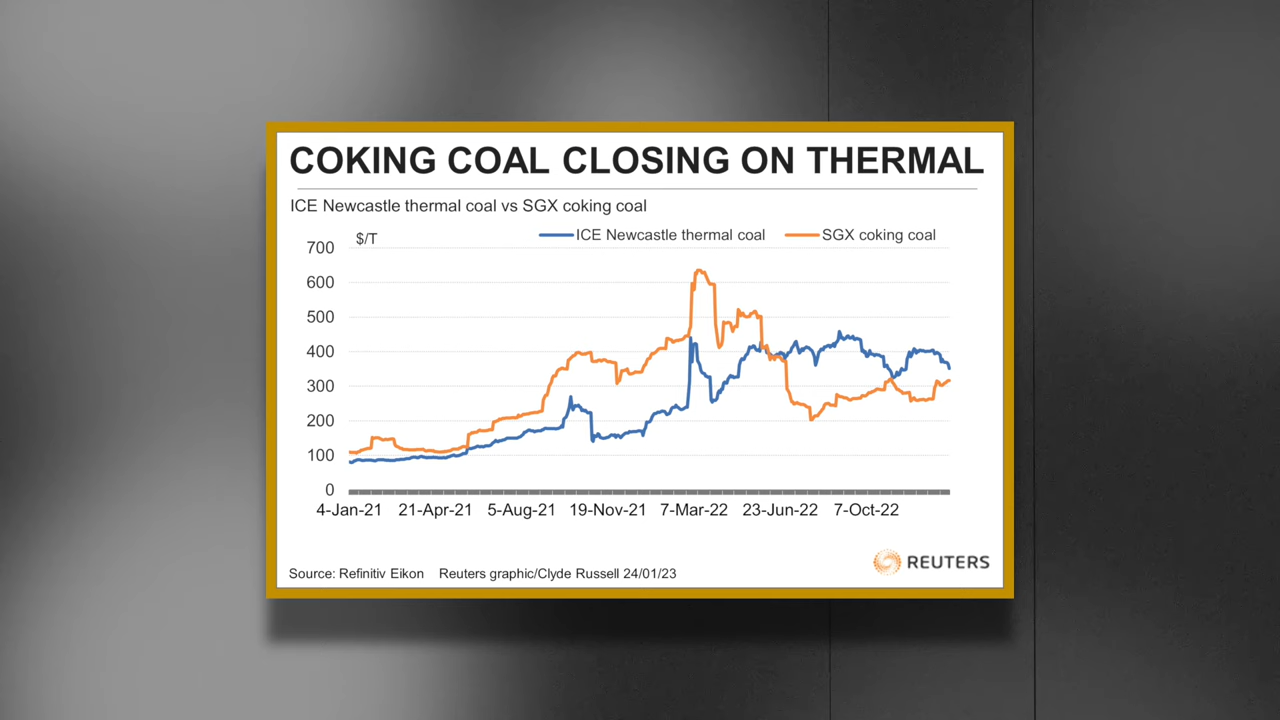 COKING COAL CLOSING ON THERMAL
ICE Newcastle thermal coal vs SGX coking coal
$/T
ICE Newcastle thermal coal
SGX coking coal
700
600
500
400
300
200
100
0
4-Jan-21 21-Apr-21 5-Aug-21 19-Nov-21 7-Mar-22 23-Jun-22 7-Oct-22
REUTERS
Source: Refinitiv Eikon Reuters graphic/Clyde Russell 24/01/23